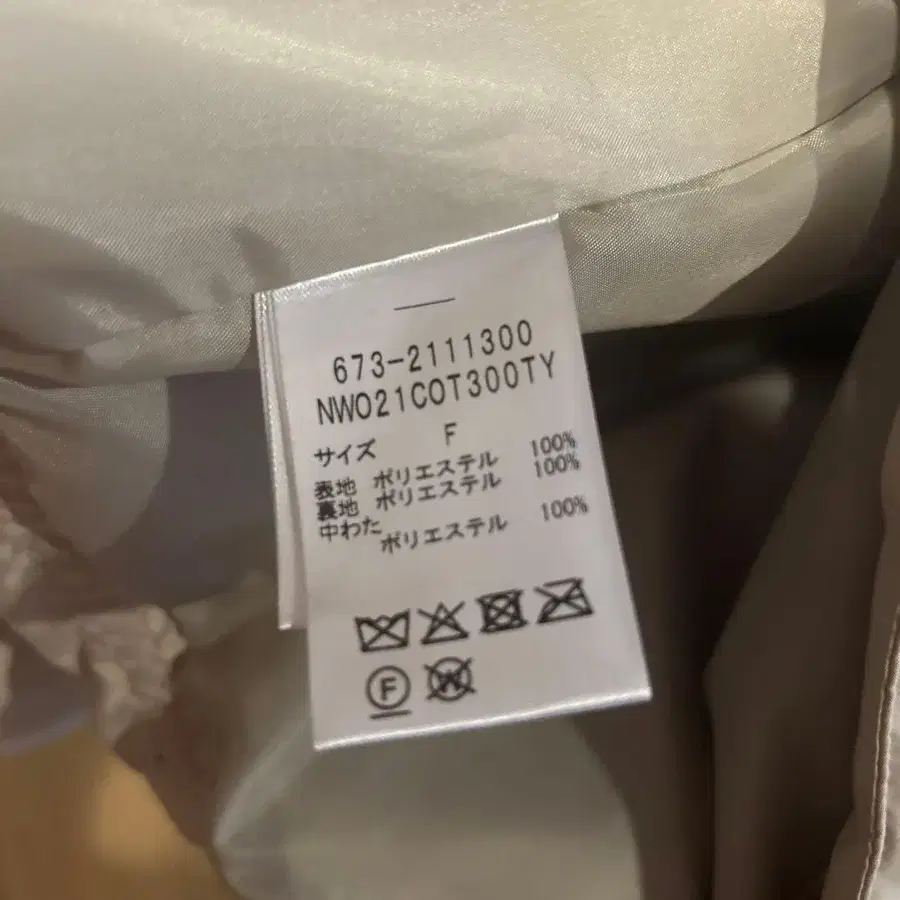 673-2111300
NW021COT300TY
サイズ F
表地 ポリエステル 100%
裏地 ポリエステル 100%
中わた
ポリエステル 100%
F
W